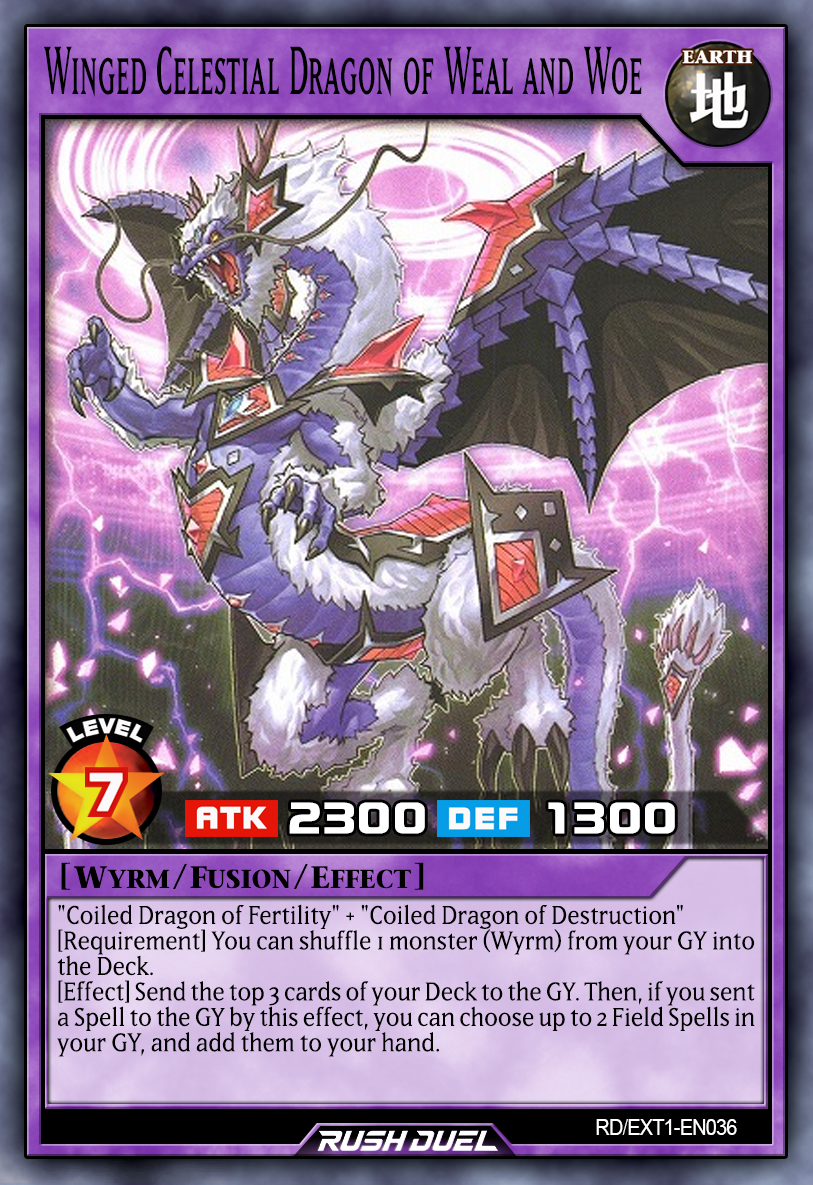 Winged Celestial Dragon of Weal and Woe
EARTH
地
LEVEL
7
ATK 2300 DEF 1300
[Wyrm/Fusion/Effect]
"Coiled Dragon of Fertility" + "Coiled Dragon of Destruction"
[Requirement] You can shuffle 1 monster (Wyrm) from your GY into
the Deck.
[Effect] Send the top 3 cards of your Deck to the GY. Then, if you sent
a Spell to the GY by this effect, you can choose up to 2 Field Spells in
your GY, and add them to your hand.
RD/EXT1-EN036
RUSH DUEL